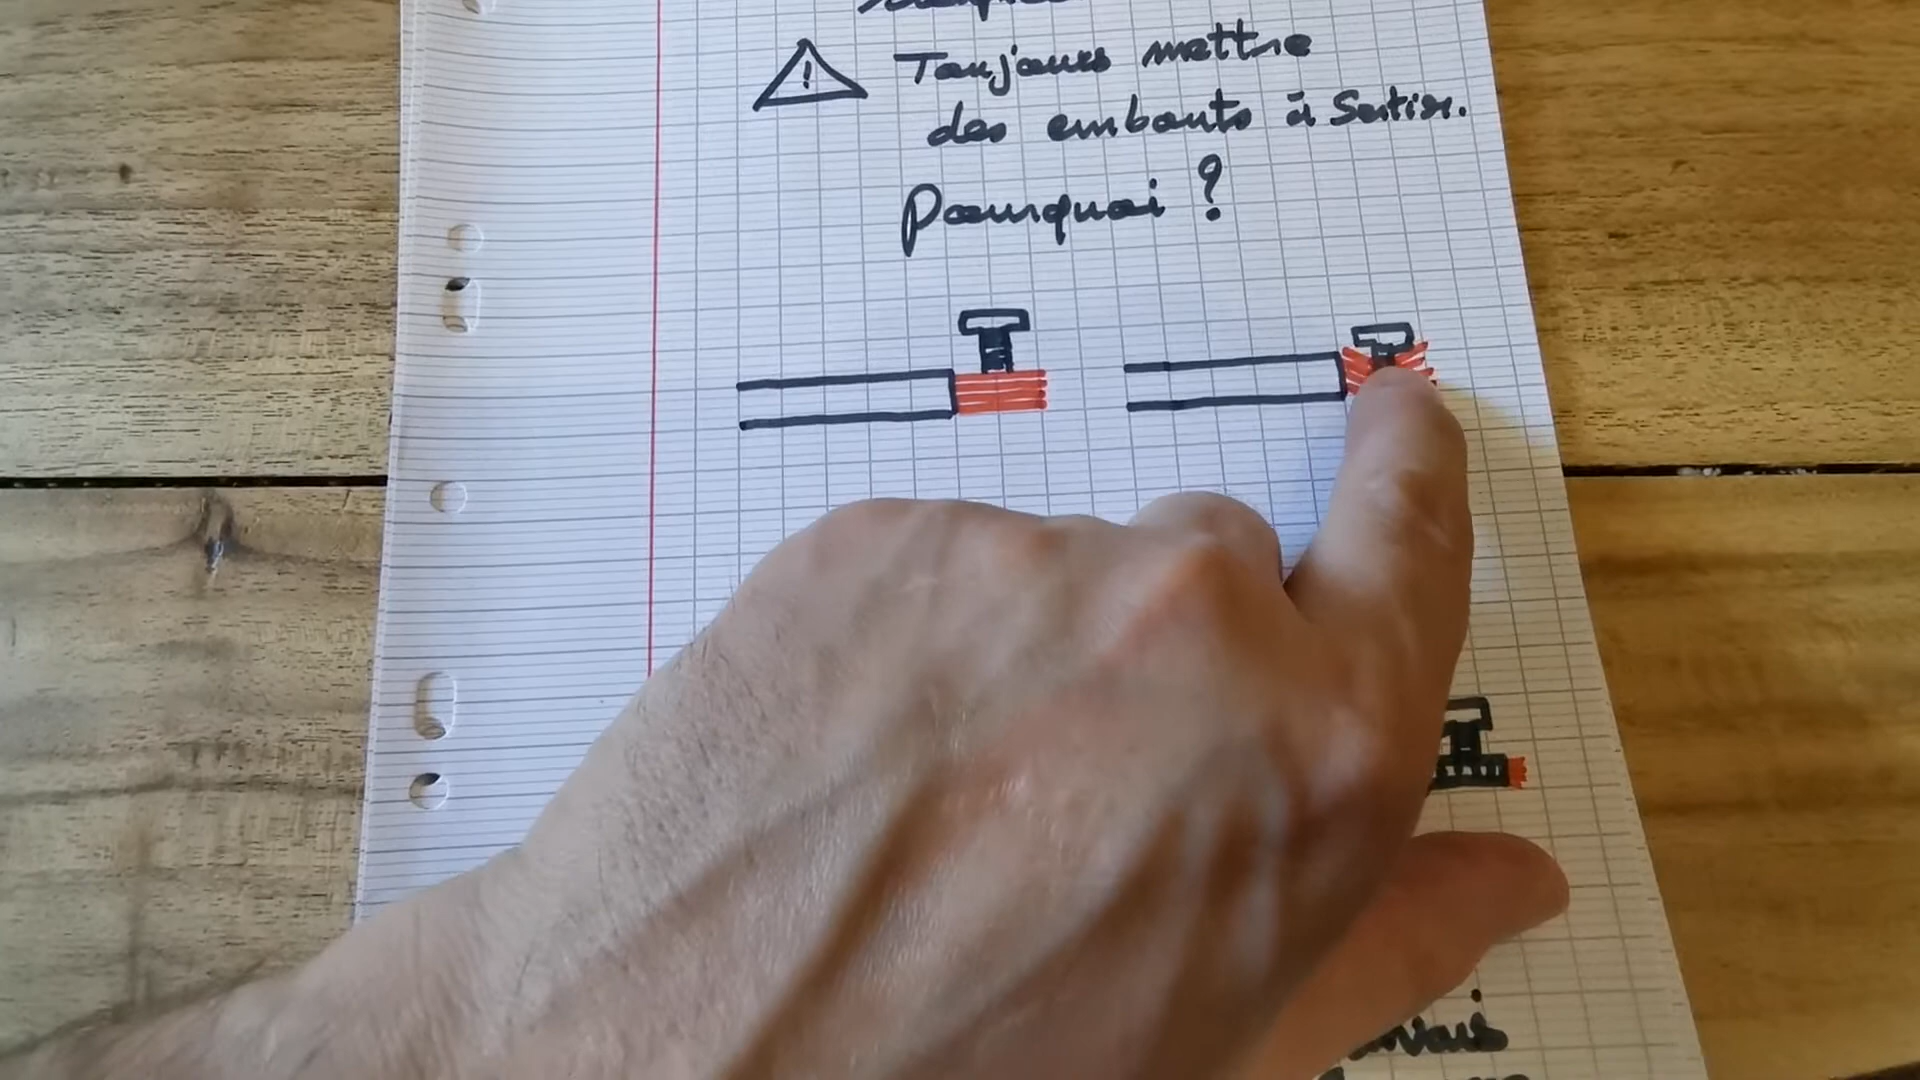 !
Toujours mettre
des embouts à Sertir.
Pourquoi ?